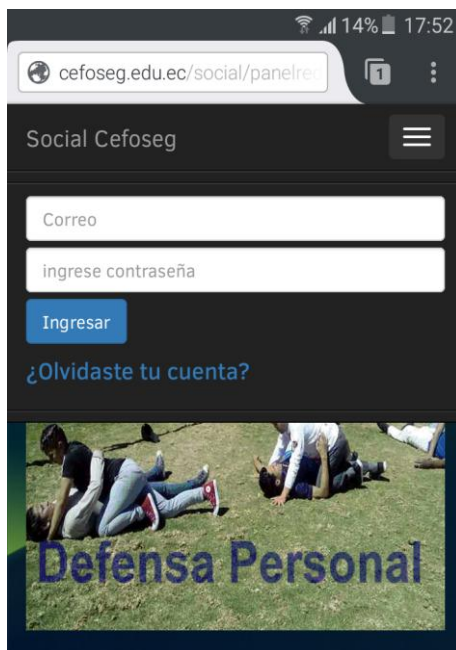 14% 17:52
cefoseg.edu.ec/social/panelred
1
Social Cefoseg
Correo
ingrese contraseña
Ingresar
¿Olvidaste tu cuenta?
Defensa Personal